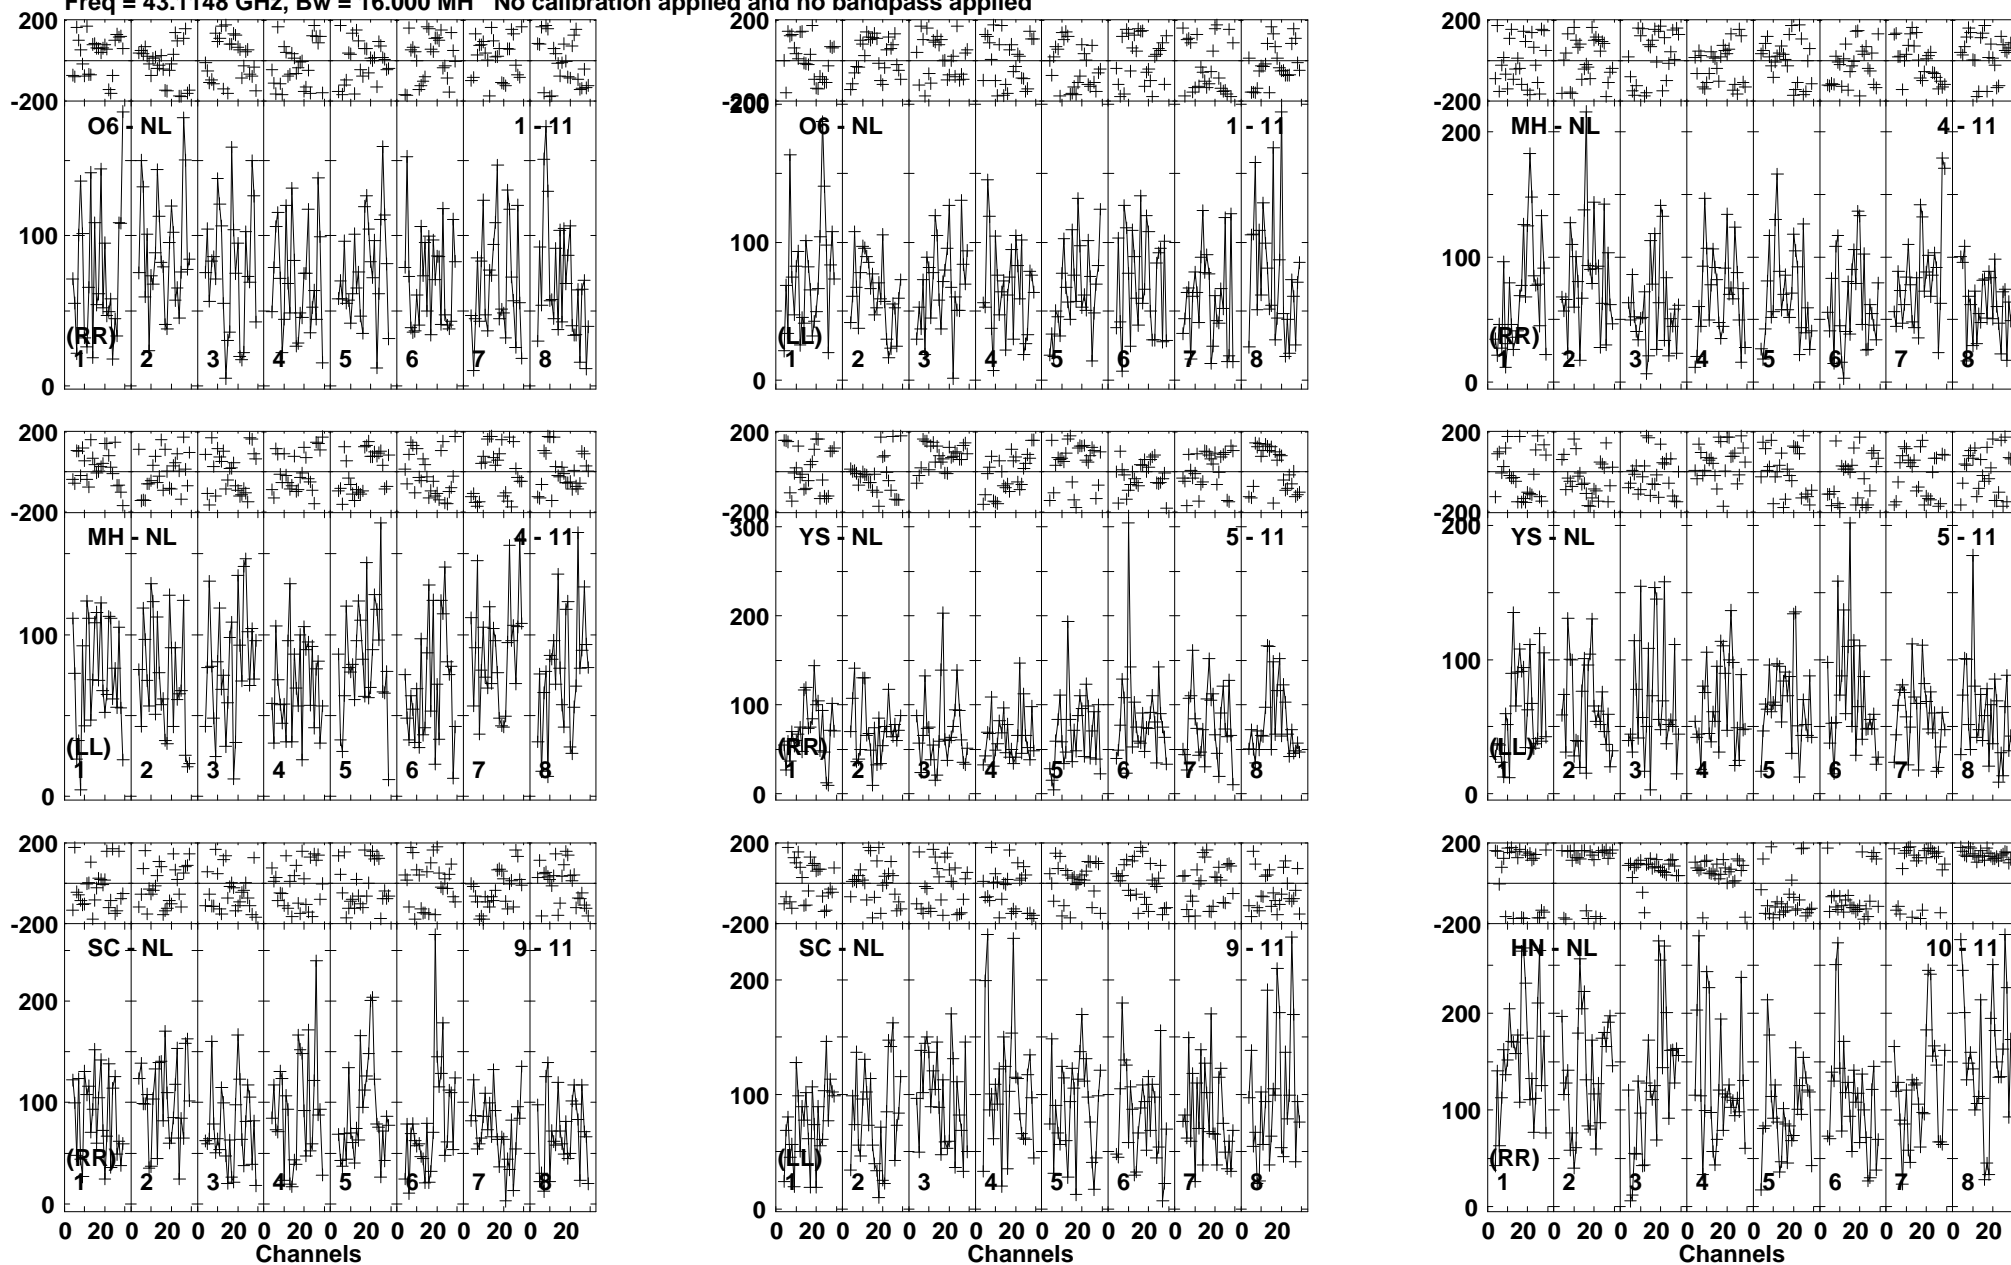 Freq = 43.1148 GHz, Bw = 16.000 MH No calibration applied and no bandpass applied
200 200 200
-200 -200 -200
O6 - NL 1 - 11 200 O6 - NL 1 - 11 200 MH - NL 4 - 11
100 100 100
(RR) (LL) (RR)
1 2 3 4 5 6 7 8 1 2 3 4 5 6 7 8 1 2 3 4 5 6 7 8
0 0 0
200 200 200
-200 -200 -200
MH - NL 4 - 11 300 YS - NL 5 - 11 200 YS - NL 5 - 11
200
100 100 100
(LL) (RR) (LL)
1 2 3 4 5 6 7 8 1 2 3 4 5 6 7 8 1 2 3 4 5 6 7 8
0 0 0
200 200 200
-200 -200 -200
SC - NL 9 - 11 SC - NL 9 - 11 HN - NL 10 - 11
200 200 200
100 100 100
(RR) (LL) (RR)
1 2 3 4 5 6 7 8 1 2 3 4 5 6 7 8 1 2 3 4 5 6 7 8
0 0 0
0 20 0 20 0 20 0 20 0 20 0 20 0 20 0 20 0 20 0 20 0 20 0 20 0 20 0 20 0 20 0 20 0 20 0 20 0 20 0 20 0 20 0 20 0 20 0 20
Channels Channels Channels